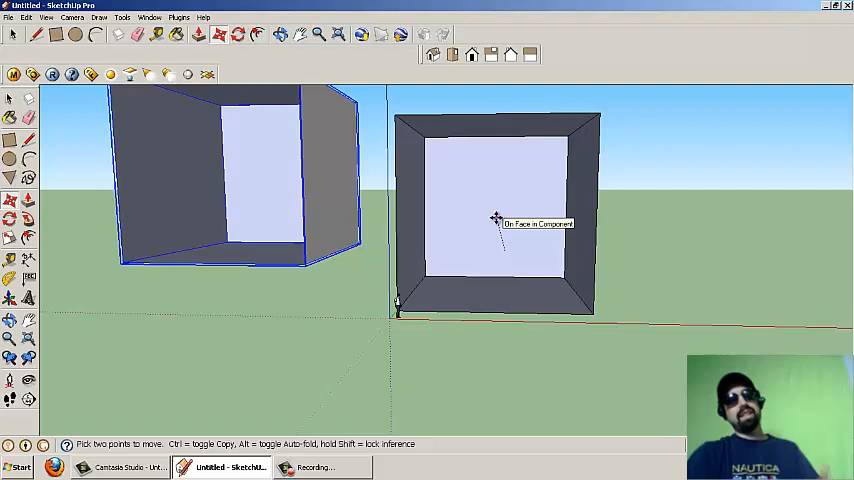 Untitled - SketchUp Pro
File Edit View Camera Draw Tools Window Plugins Help
On Face in Component
Pick two points to move. Ctrl = toggle Copy, Alt = toggle Auto-fold, hold Shift = lock inference
NAUTICA
Start Camtasia Studio - Unt... Untitled - SketchU... Recording...